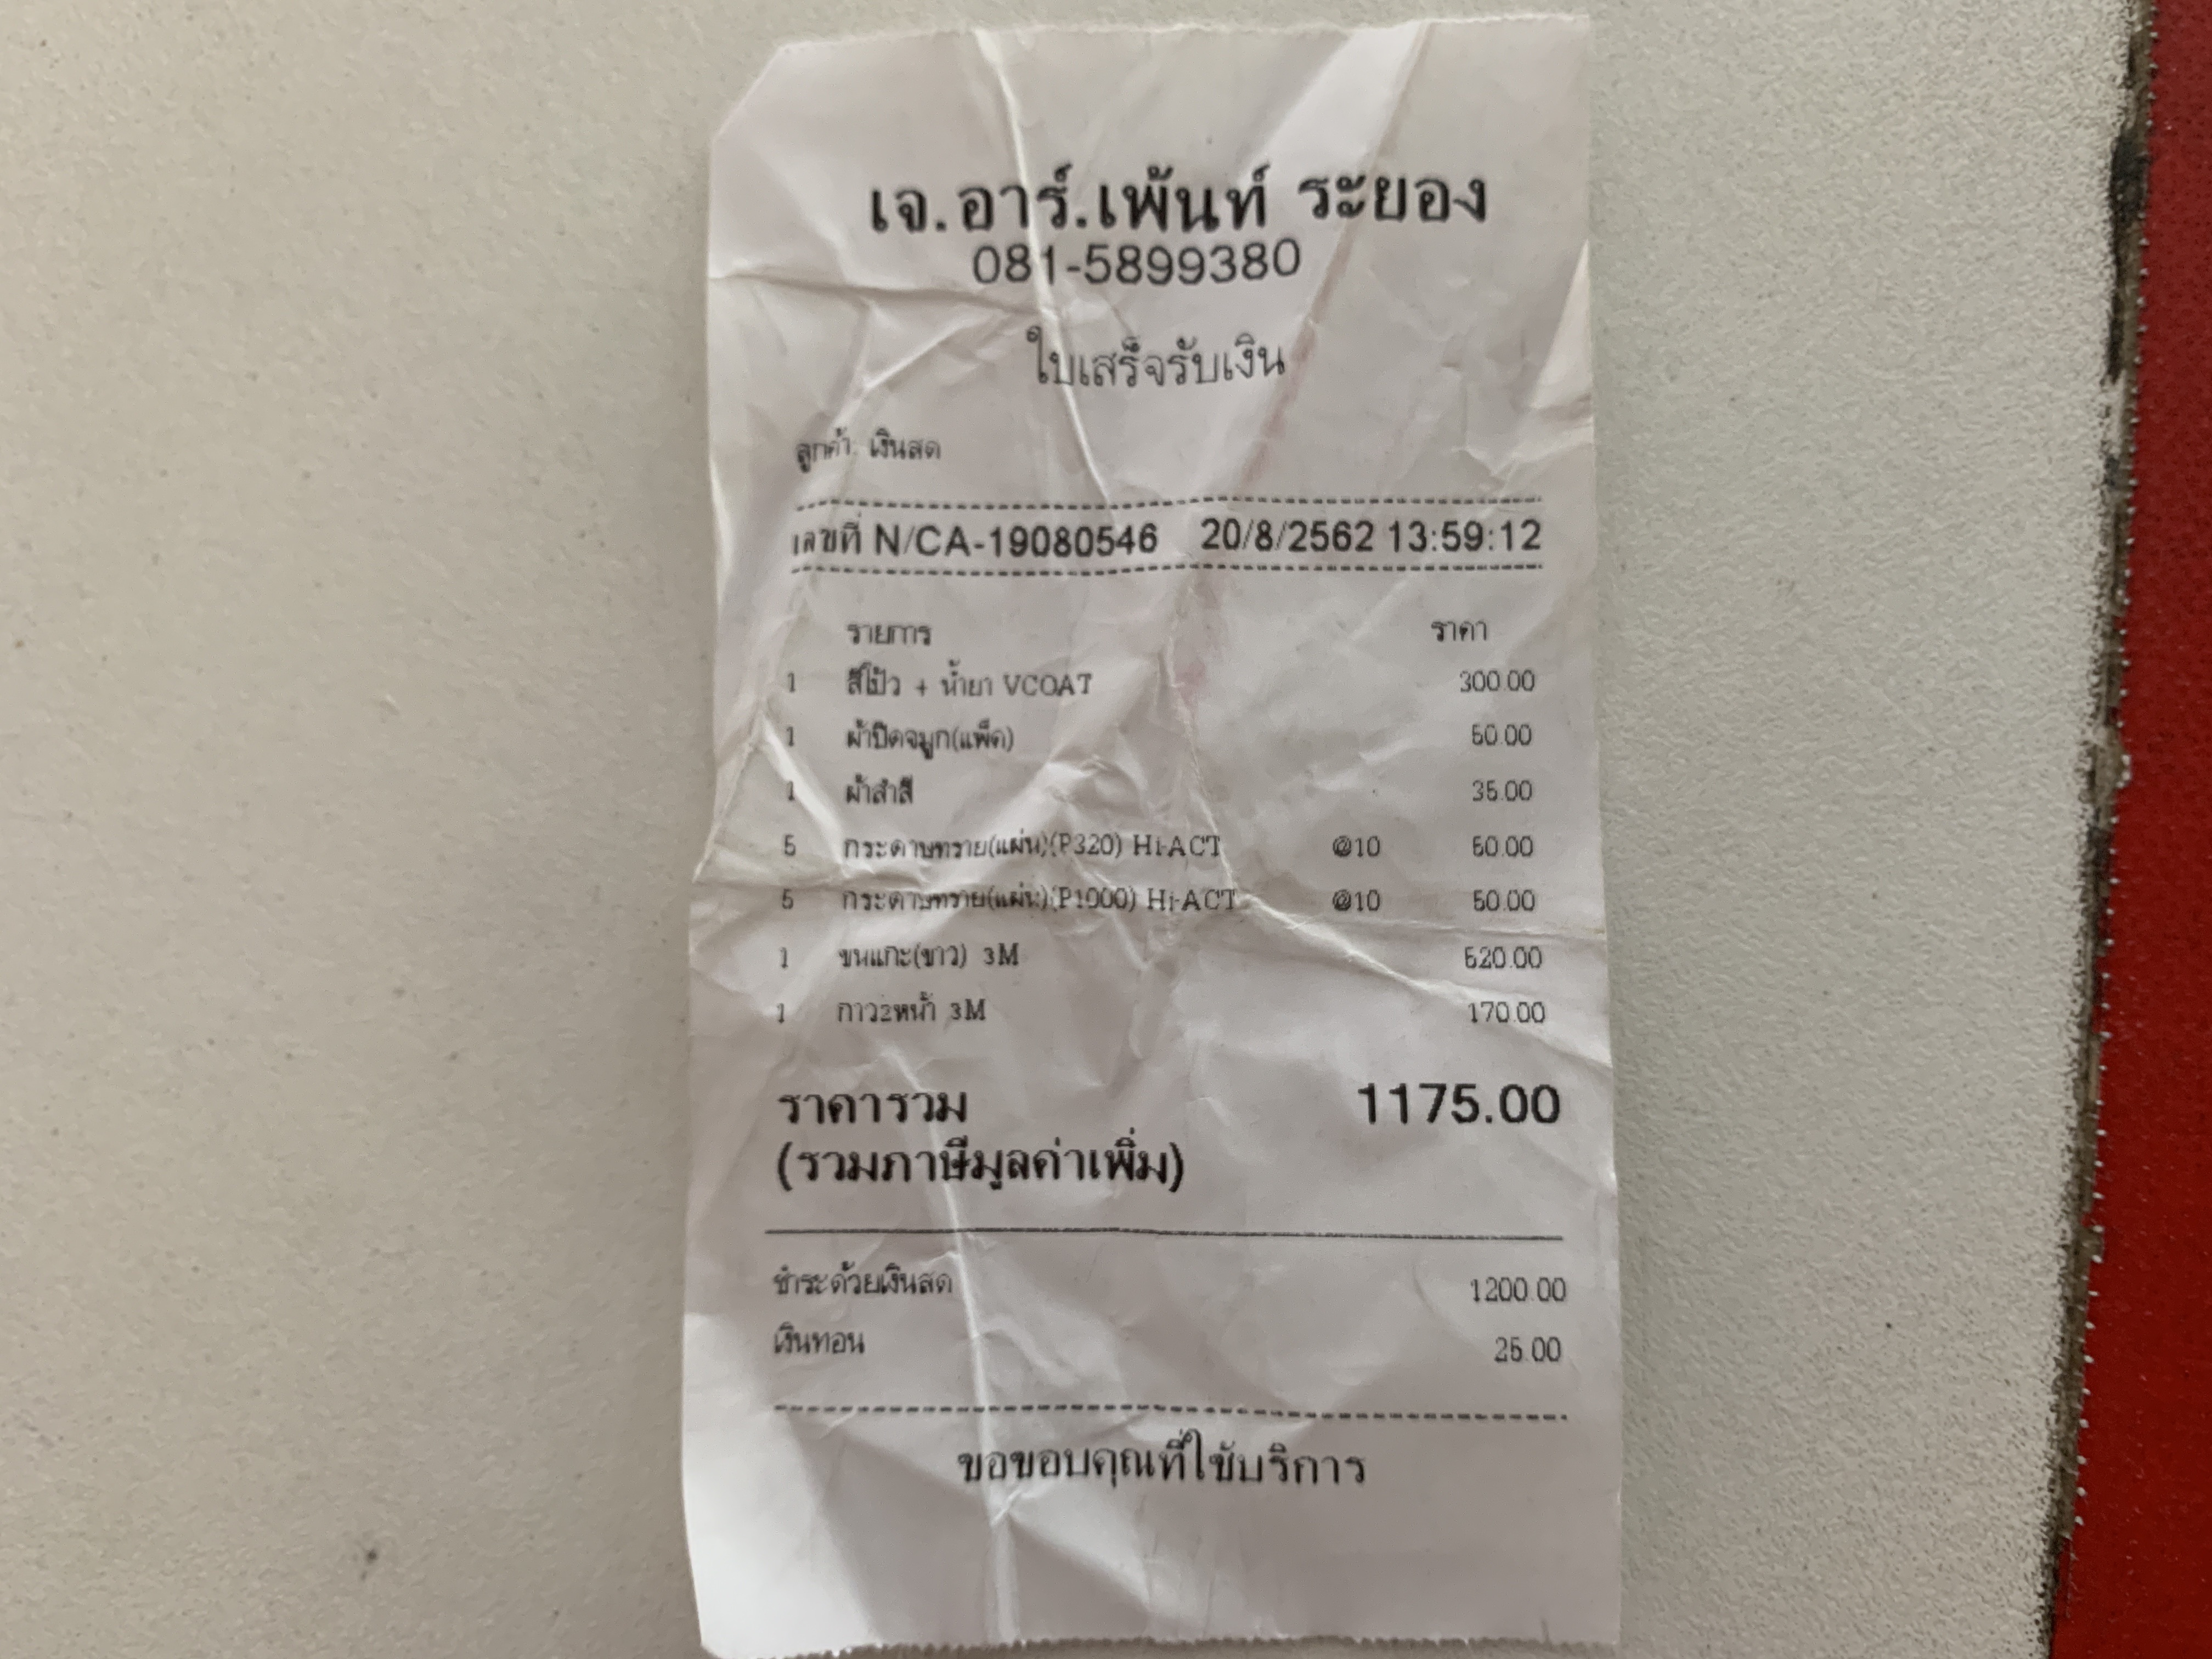 เจ.อาร์.เพ้นท์ ระยอง
081-5899380
ใบเสร็จรับเงิน
ลูกค้า: เงินสด
เลขที่ N/CA-19080546 20/8/2562 13:59:12
รายการ ราคา
1 สีโป๊ว + น้ำยา VCOAT 300.00
1 ผ้าปิดจมูก(แพ็ค) 50.00
1 ผ้าสำสี 35.00
5 กระดาษทราย(แผ่น)(P320) Hi-ACT @10 50.00
5 กระดาษทราย(แผ่น)(P1000) Hi-ACT @10 50.00
1 ขนแกะ(ขาว) 3M 520.00
1 กาว2หน้า 3M 170.00
ราคารวม 1175.00
(รวมภาษีมูลค่าเพิ่ม)
ชำระด้วยเงินสด 1200.00
เงินทอน 25.00
ขอขอบคุณที่ใช้บริการ